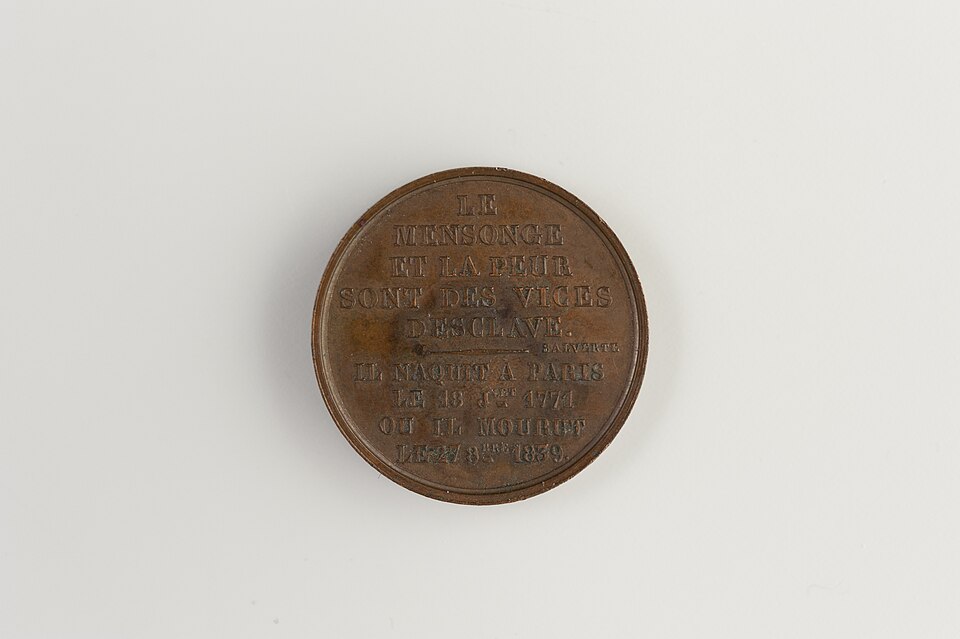 LE
MENSONGE
ET LA PEUR
SONT DES VICES
D'ESCLAVE.
SALVERTE
IL NAQUIT A PARIS
LE 18 J.LET 1771
OU IL MOURUT
LE 27 8BRE 1839.